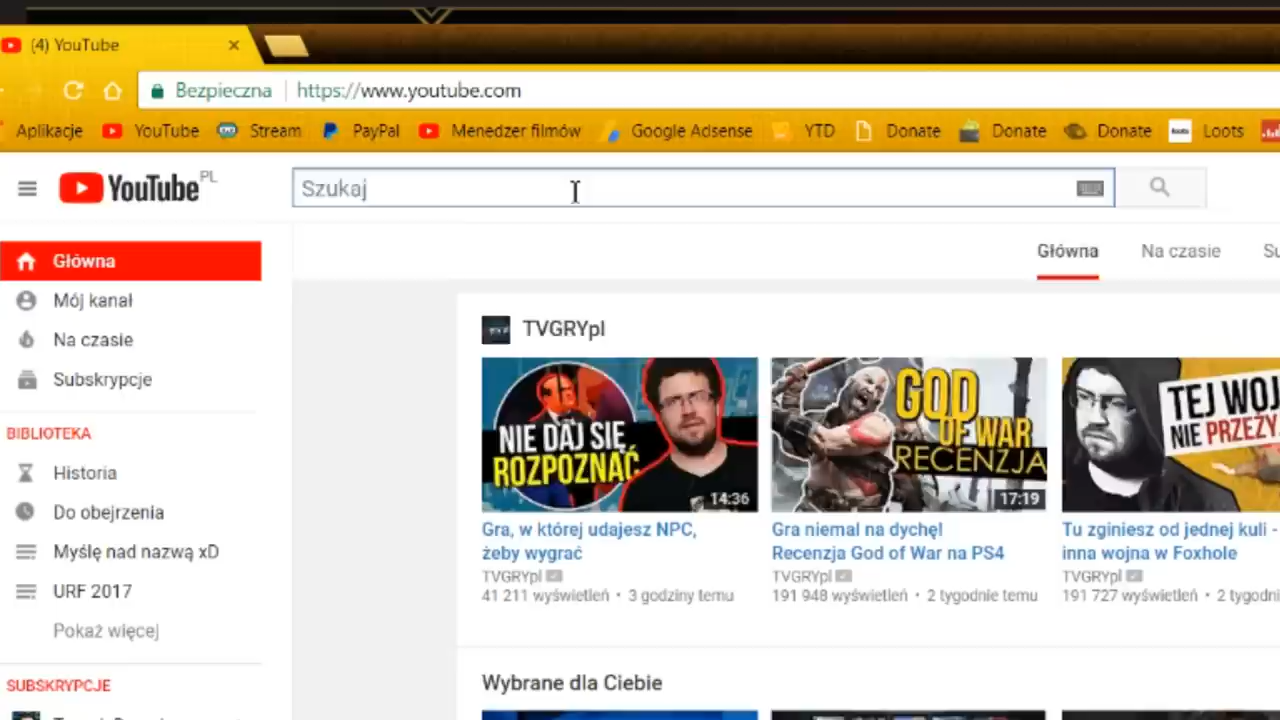 (4) YouTube
Bezpieczna https://www.youtube.com
Aplikacje YouTube Stream PayPal Menedzer filmów Google Adsense YTD Donate Donate Donate Loots
YouTube PL
Szukaj
Główna
Mój kanał
Na czasie
Subskrypcje
BIBLIOTEKA
Historia
Do obejrzenia
Myślę nad nazwą xD
URF 2017
Pokaż więcej
SUBSKRYPCJE
Główna Na czasie Su
TVGRYpl
NIE DAJ SIĘ
ROZPOZNAĆ
14:36
Gra, w której udajesz NPC,
żeby wygrać
TVGRYpl
41 211 wyświetleń • 3 godziny temu
GOD
OF WAR
RECENZJA
17:19
Gra niemal na dychę!
Recenzja God of War na PS4
TVGRYpl
191 948 wyświetleń • 2 tygodnie temu
TEJ WOJ
NIE PRZEŻY
Tu zginiesz od jednej kuli -
inna wojna w Foxhole
TVGRYpl
191 727 wyświetleń • 2 tygodni
Wybrane dla Ciebie